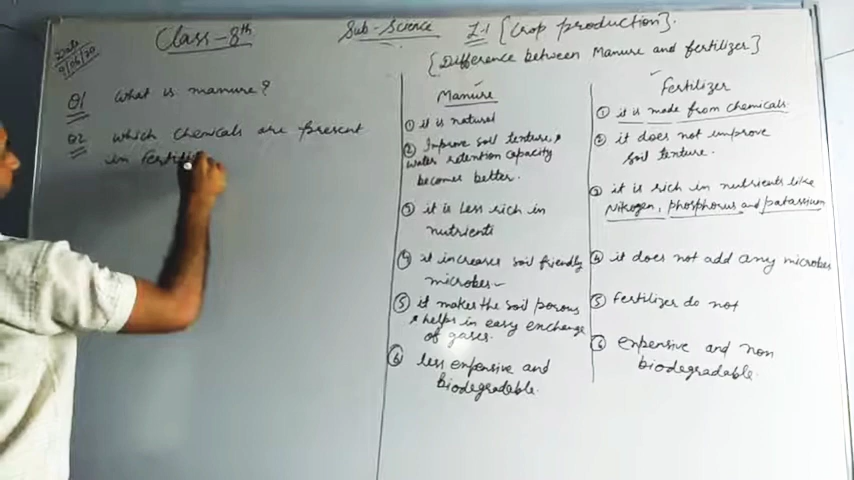 Date
9/06/20
Class-8th
Sub-Science L-1 [Crop production].
[Difference between Manure and fertilizer]
Q1 what is manure?
Q2 which chemicals are present
in fertili
Manure
① it is natural
② Improve soil tenture,
water retention capacity
becomes better.
③ it is Less rich in
nutrients
④ it increases soil friendly
microbes
⑤ it makes the soil porous
helps in easy exchange
of gases.
⑥ less expensive and
biodegradable.
Fertilizer
① it is made from chemicals.
② it does not improve
soil tenture.
③ it is rich in nutrients like
Nitrogen, phosphorus and patassium
④ it does not add any microbes
⑤ Fertilizer do not
⑥ expensive and non
biodegradable.